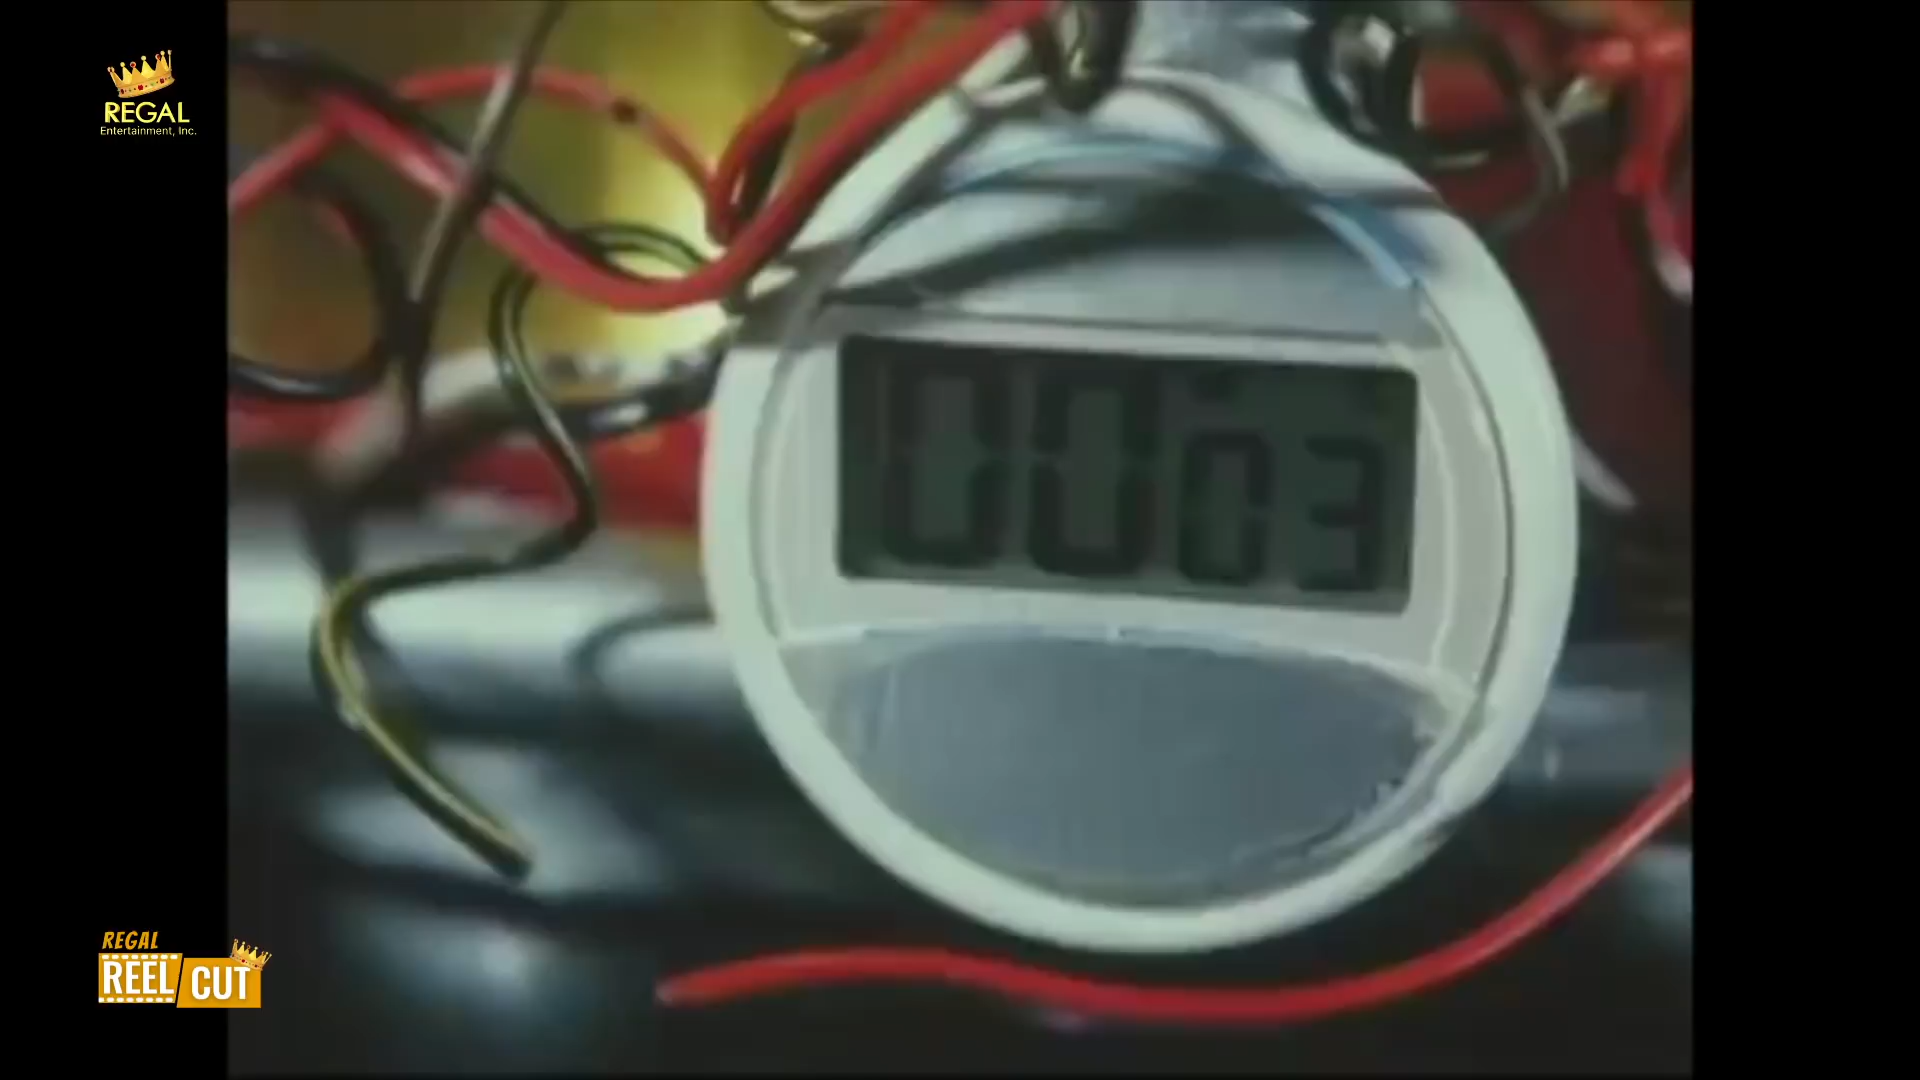 REGAL
Entertainment, Inc.
00 03
REGAL
REEL CUT